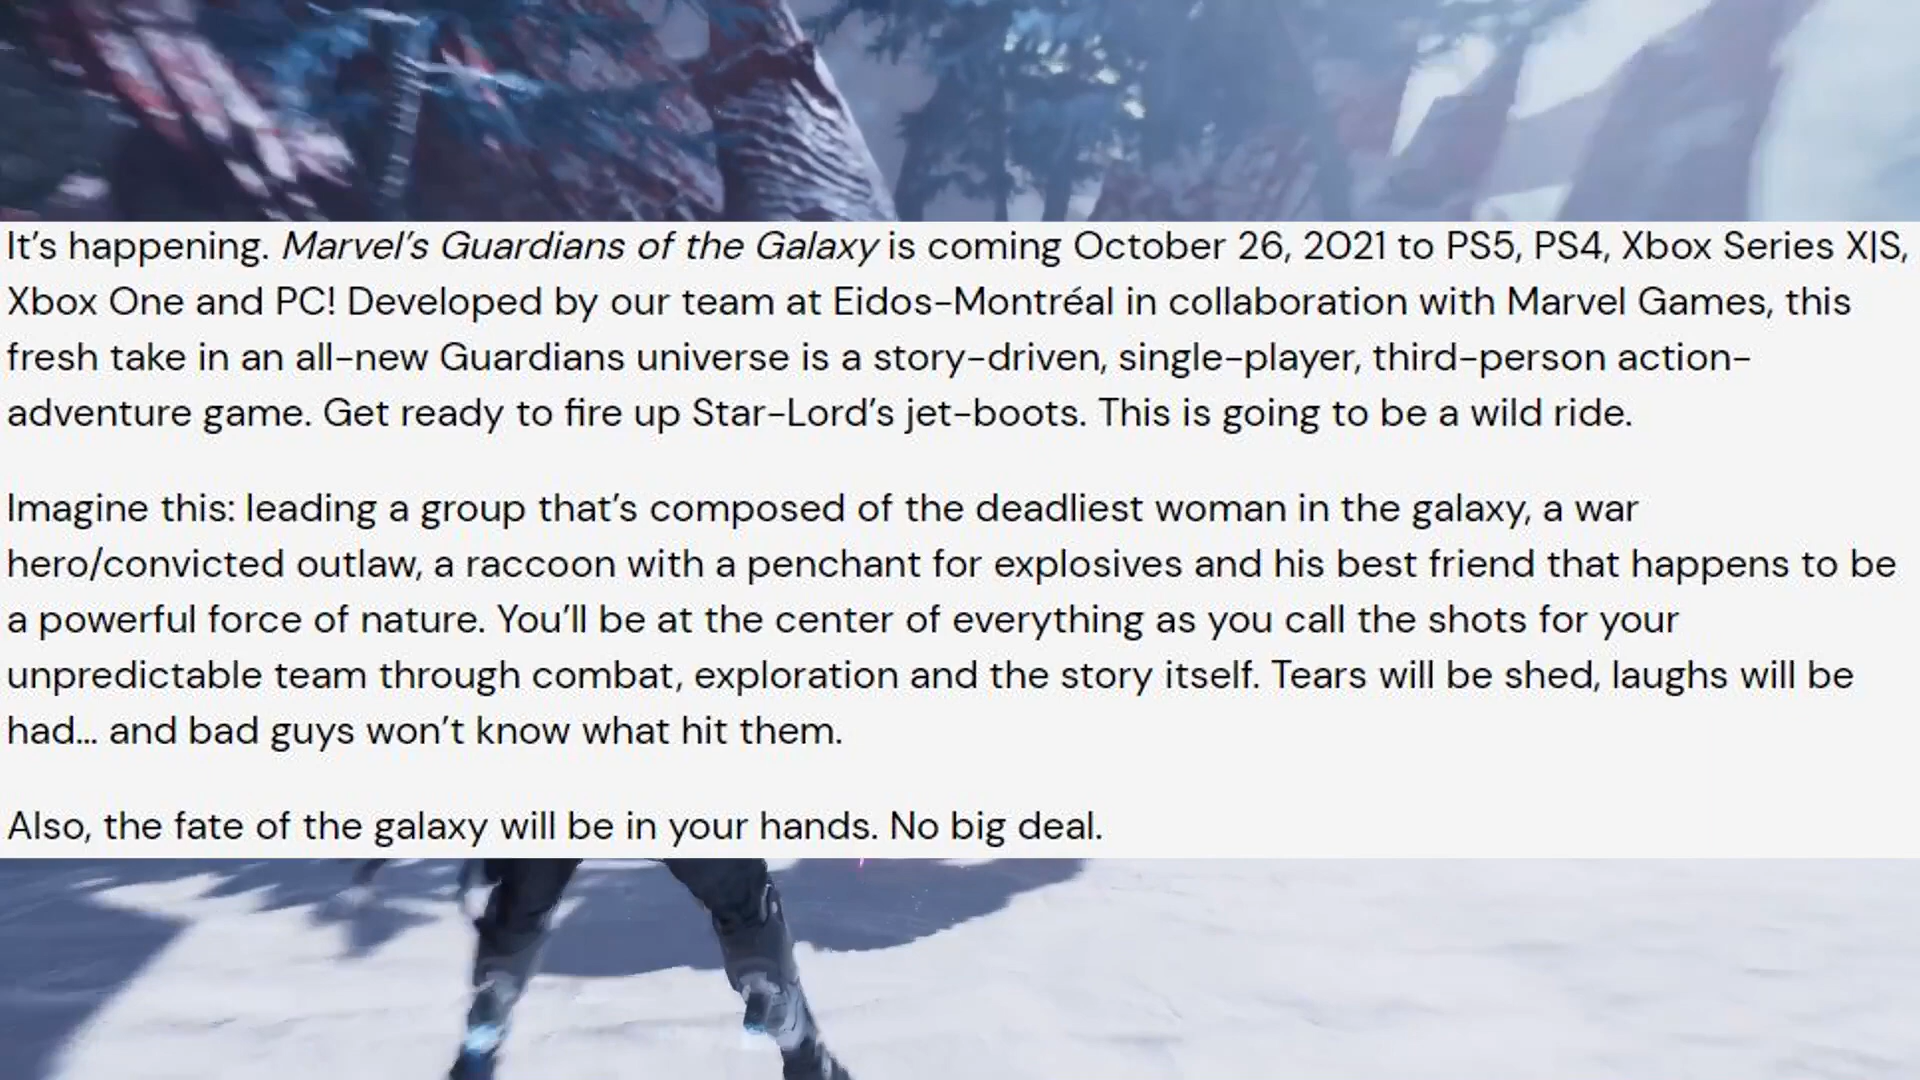 It's happening. Marvel's Guardians of the Galaxy is coming October 26, 2021 to PS5, PS4, Xbox Series X|S,
Xbox One and PC! Developed by our team at Eidos-Montréal in collaboration with Marvel Games, this
fresh take in an all-new Guardians universe is a story-driven, single-player, third-person action-
adventure game. Get ready to fire up Star-Lord's jet-boots. This is going to be a wild ride.
Imagine this: leading a group that's composed of the deadliest woman in the galaxy, a war
hero/convicted outlaw, a raccoon with a penchant for explosives and his best friend that happens to be
a powerful force of nature. You'll be at the center of everything as you call the shots for your
unpredictable team through combat, exploration and the story itself. Tears will be shed, laughs will be
had... and bad guys won't know what hit them.
Also, the fate of the galaxy will be in your hands. No big deal.